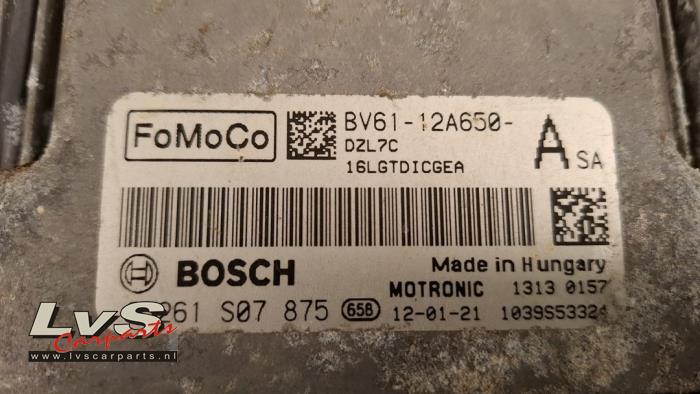 FoMoCo
BV61-12A650-
DZL7C
16LGTDICGEA
A SA
BOSCH
Made in Hungary
MOTRONIC 1313 0157
261 S07 875 658 12-01-21 1039S53324
LvS
Carparts
www.lvscarparts.nl